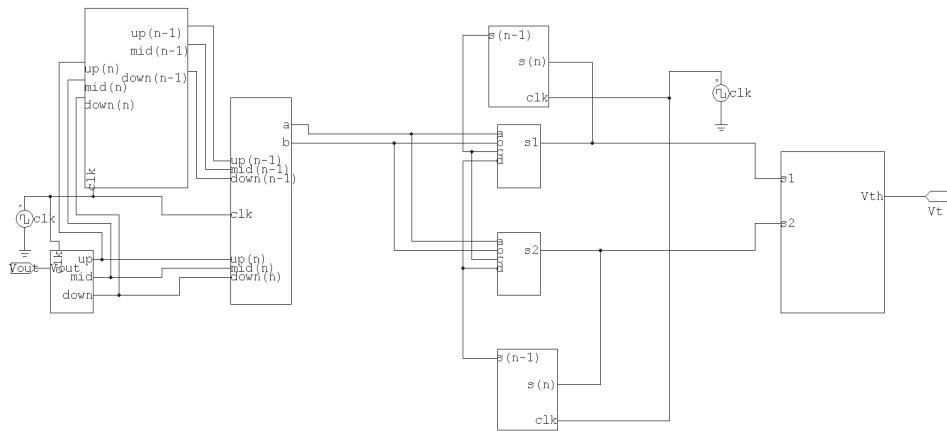 up(n-1)
mid(n-1)
down(n-1)
up(n)
mid(n)
down(n)
clk
clk
Vout
Vout
clk
up
mid
down
a
b
up(n-1)
mid(n-1)
down(n-1)
clk
up(n)
mid(n)
down(n)
s(n-1)
s(n)
clk
clk
a
b
c
d
s1
a
b
c
d
s2
s(n-1)
s(n)
clk
s1
s2
Vth
Vt